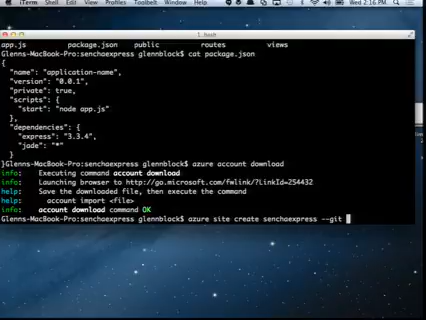 iTerm Shell Edit View Profiles Toolbelt Window Help Wed 2:16 PM
1. bash
app.js package.json public routes views
Glenns-MacBook-Pro:senchaexpress glennblock$ cat package.json
{
"name": "application-name",
"version": "0.0.1",
"private": true,
"scripts": {
"start": "node app.js"
},
"dependencies": {
"express": "3.3.4",
"jade": "*"
}
}Glenns-MacBook-Pro:senchaexpress glennblock$ azure account download
info: Executing command account download
info: Launching browser to http://go.microsoft.com/fwlink/?LinkId=254432
help: Save the downloaded file, then execute the command
help: account import <file>
info: account download command OK
Glenns-MacBook-Pro:senchaexpress glennblock$ azure site create senchaexpress --git